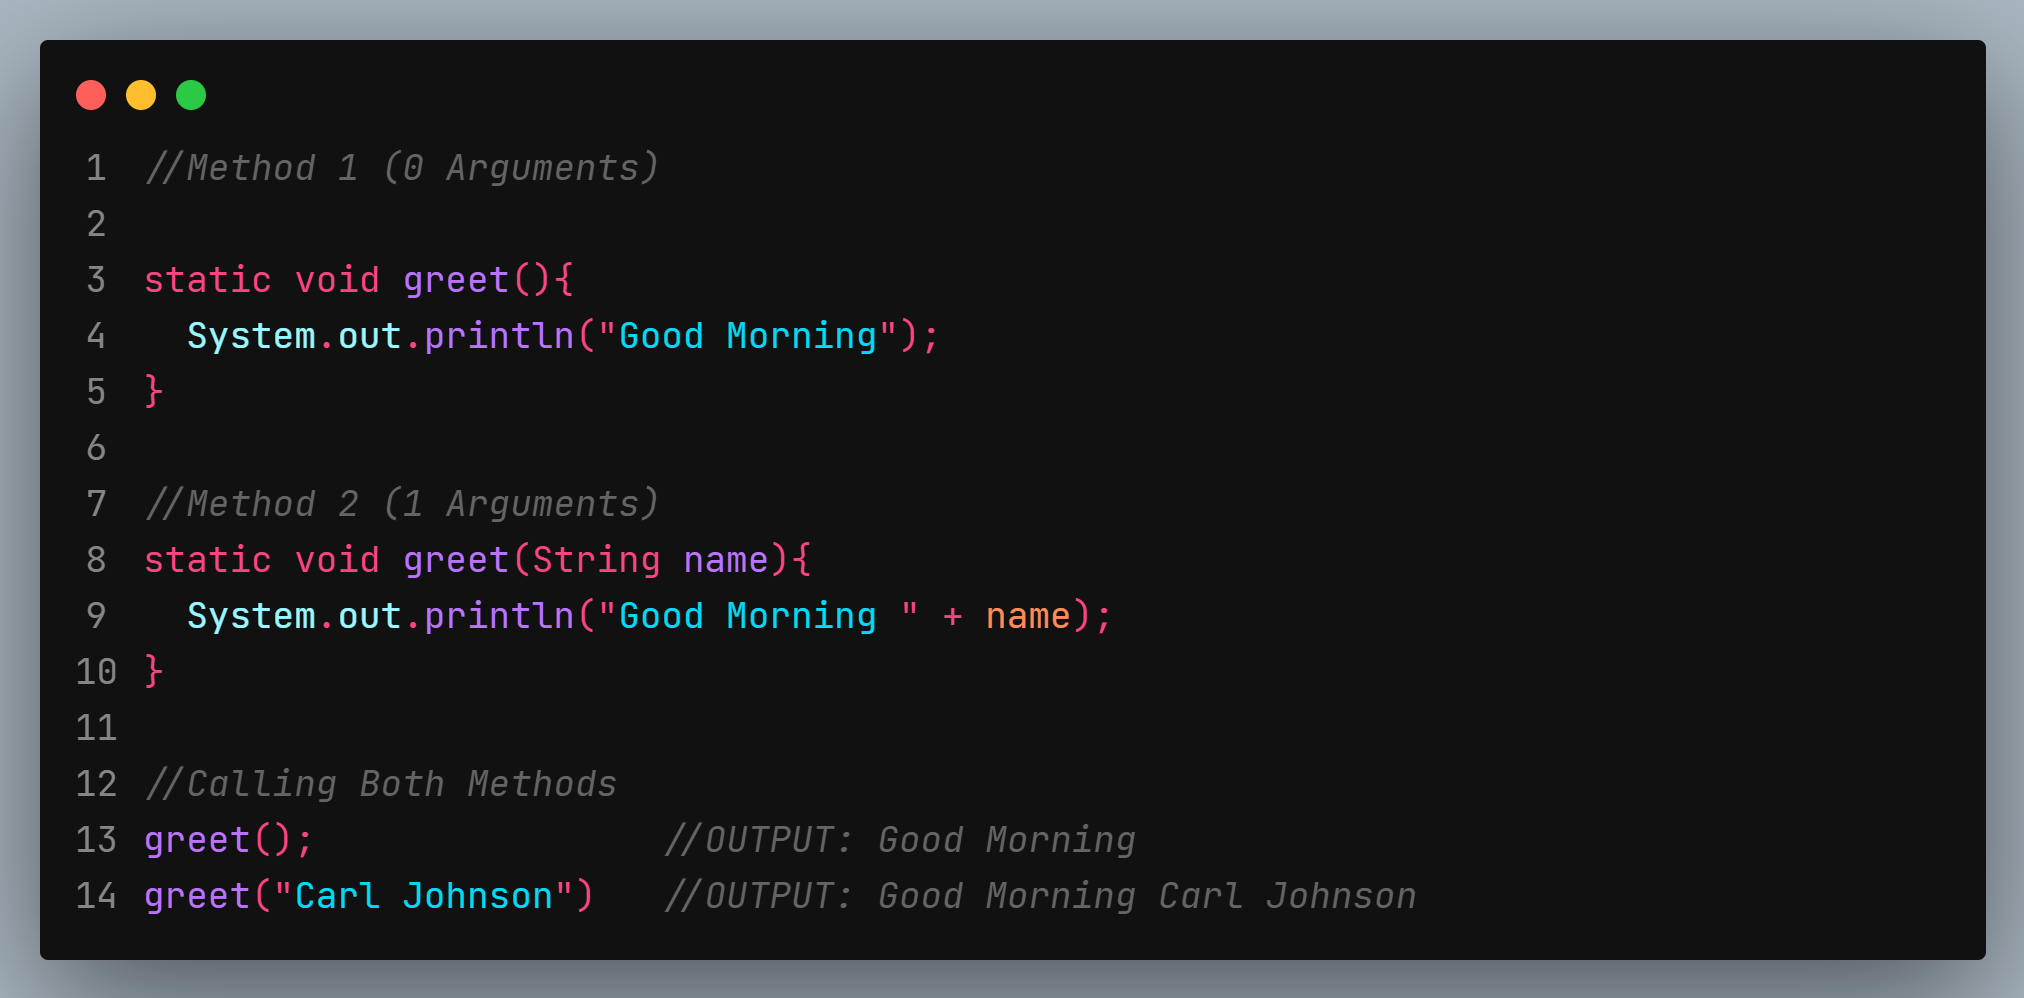 1 //Method 1 (0 Arguments)
2
3 static void greet(){
4   System.out.println("Good Morning");
5 }
6
7 //Method 2 (1 Arguments)
8 static void greet(String name){
9   System.out.println("Good Morning " + name);
10 }
11
12 //Calling Both Methods
13 greet();                //OUTPUT: Good Morning
14 greet("Carl Johnson")   //OUTPUT: Good Morning Carl Johnson